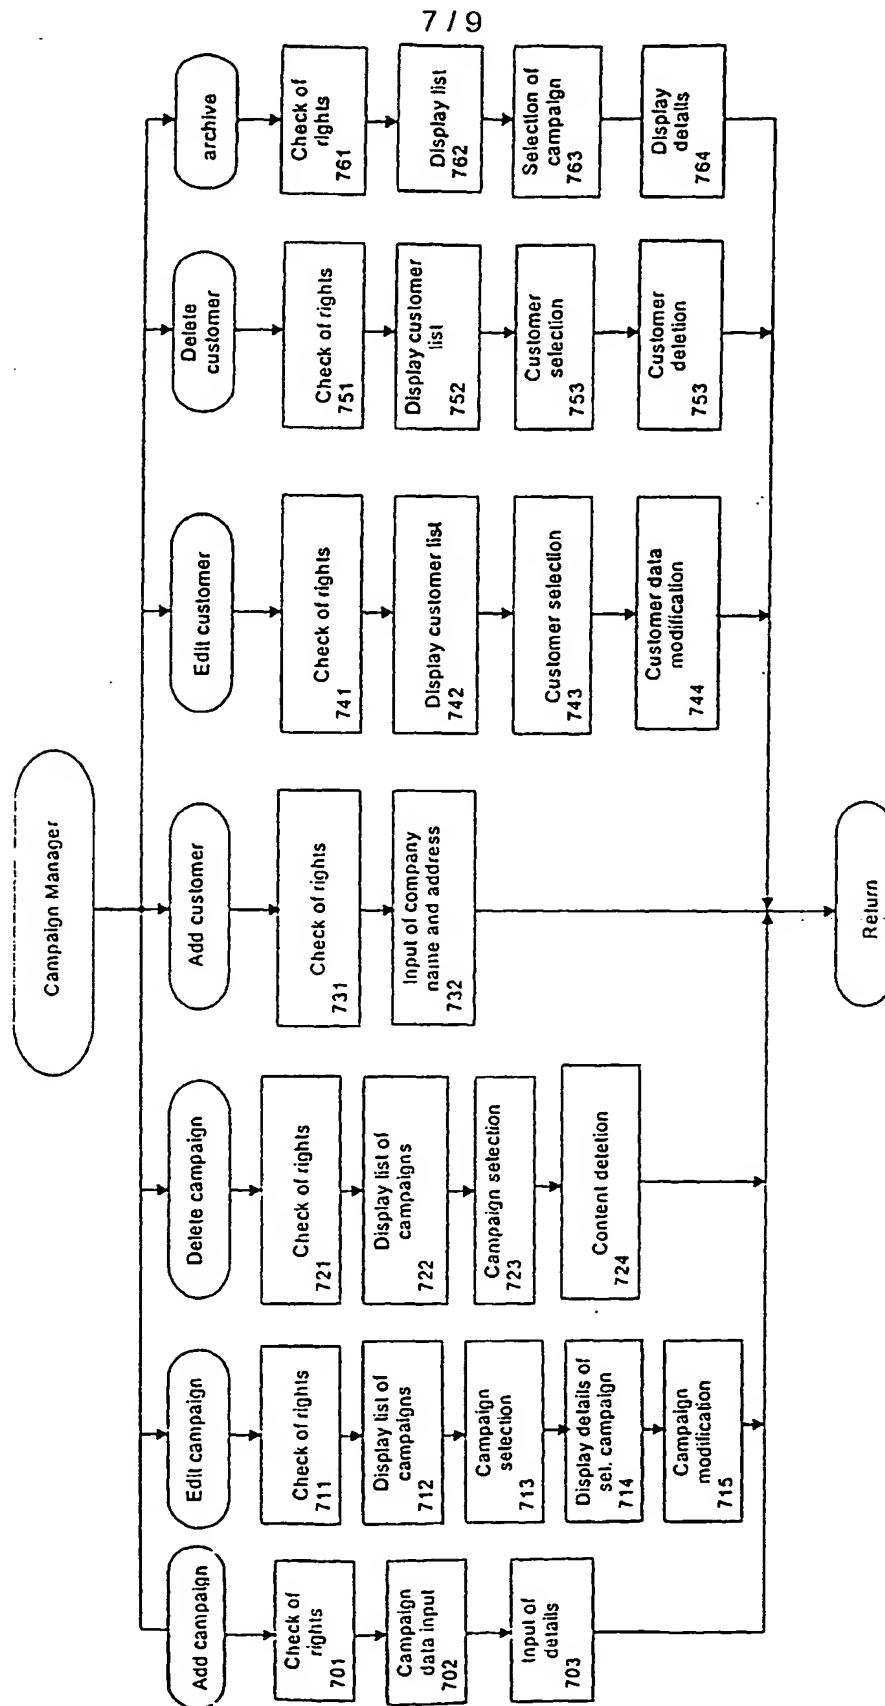 7 / 9
Campaign Manager
Add campaign
Check of
rights
701
Campaign
data input
702
Input of
details
703
Edit campaign
Check of rights
711
Display list of
campaigns
712
Campaign
selection
713
Display details of
sel. campaign
714
Campaign
modification
715
Delete campaign
Check of rights
721
Display list of
campaigns
722
Campaign selection
723
Content deletion
724
Add customer
Check of rights
731
Input of company
name and address
732
Edit customer
Check of rights
741
Display customer list
742
Customer selection
743
Customer data
modification
744
Delete
customer
Check of rights
751
Display customer
list
752
Customer
selection
753
Customer
deletion
753
archive
Check of
rights
761
Display list
762
Selection of
campaign
763
Display
details
764
Return